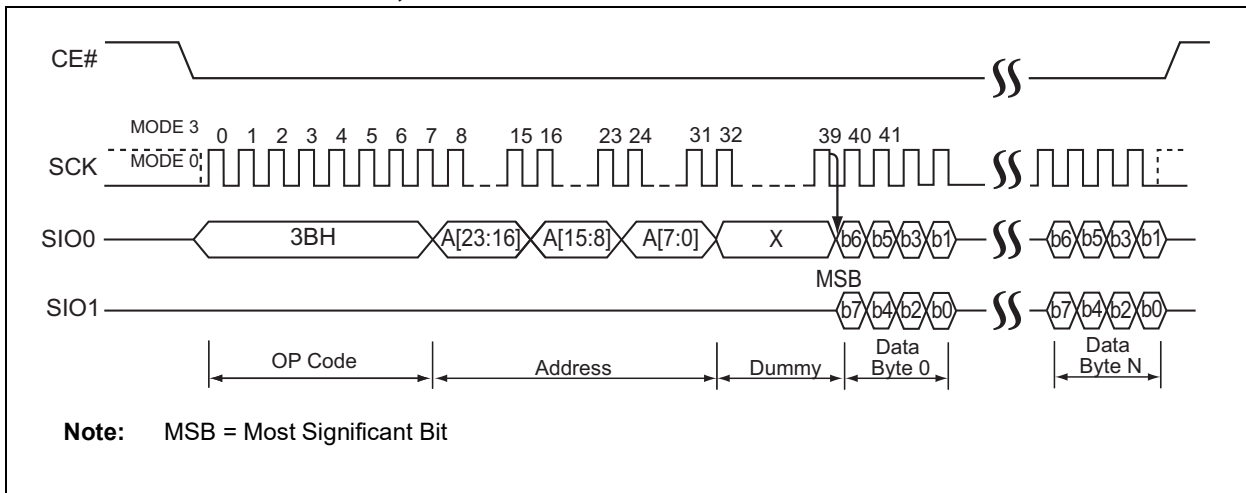 CE#
MODE 3
0 1 2 3 4 5 6 7 8 15 16 23 24 31 32 39 40 41
SCK
MODE 0
SIO0 3BH A[23:16] A[15:8] A[7:0] X b6 b5 b3 b1 b6 b5 b3 b1
MSB
SIO1 b7 b4 b2 b0 b7 b4 b2 b0
OP Code Address Dummy Data Byte 0 Data Byte N
Note: MSB = Most Significant Bit